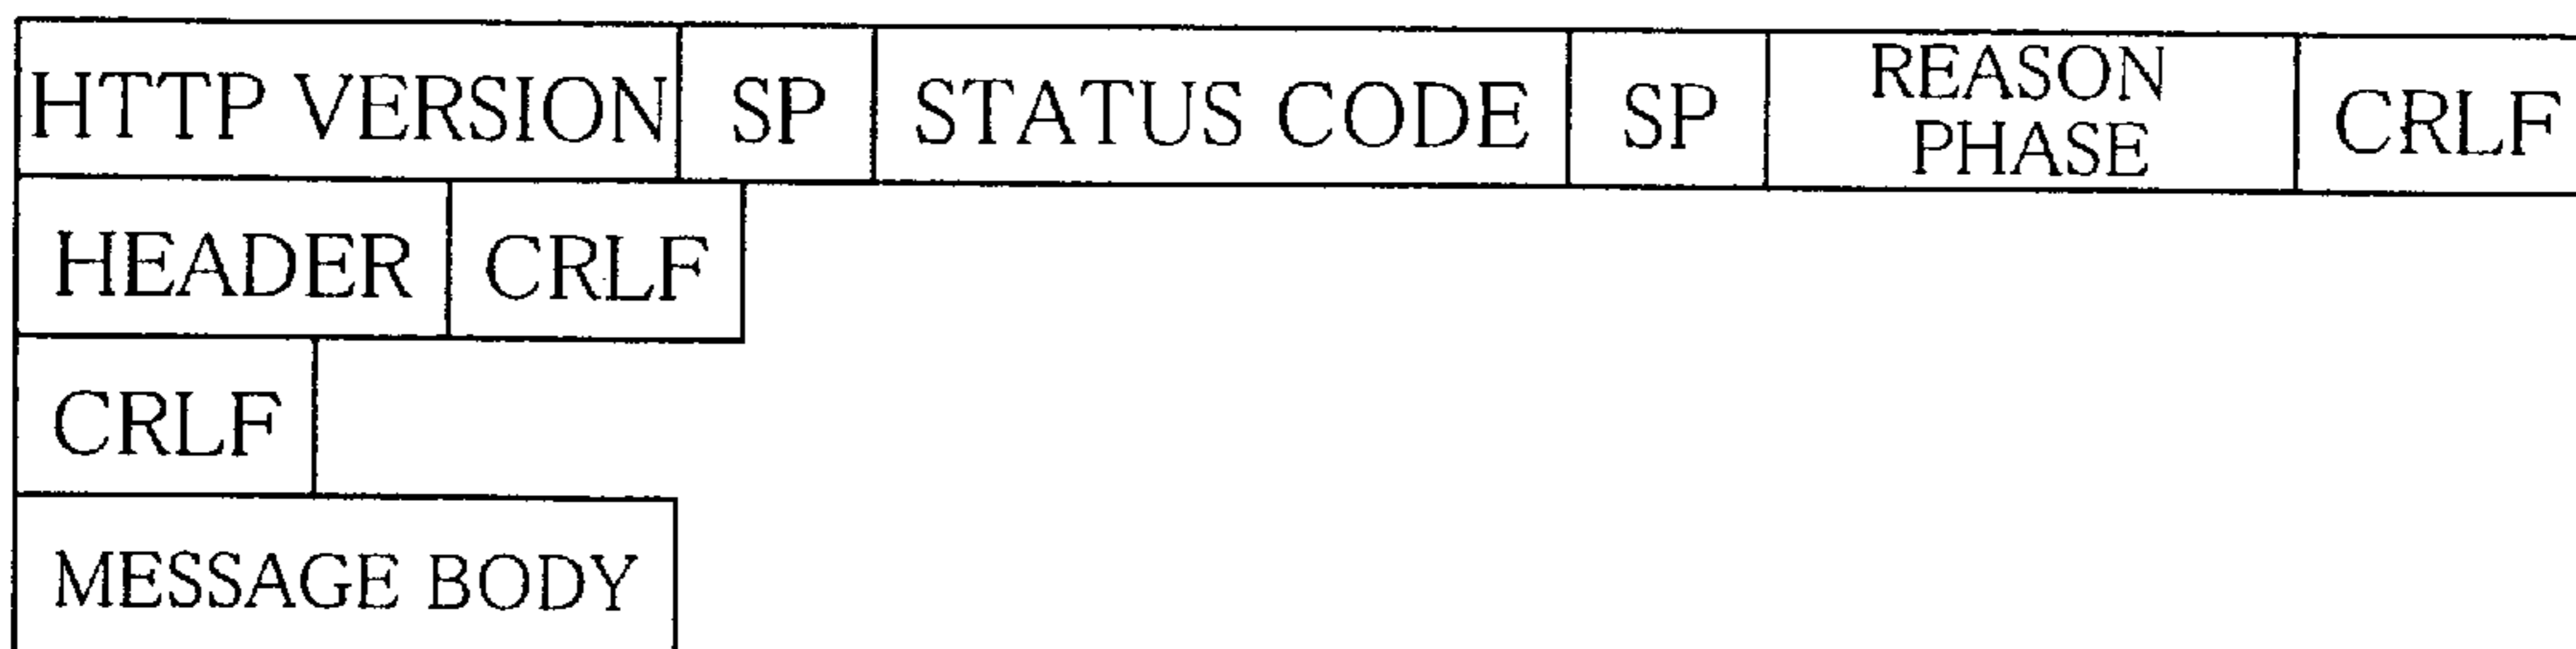 HTTP VERSION SP STATUS CODE SP REASON PHASE CRLF
HEADER CRLF
CRLF
MESSAGE BODY